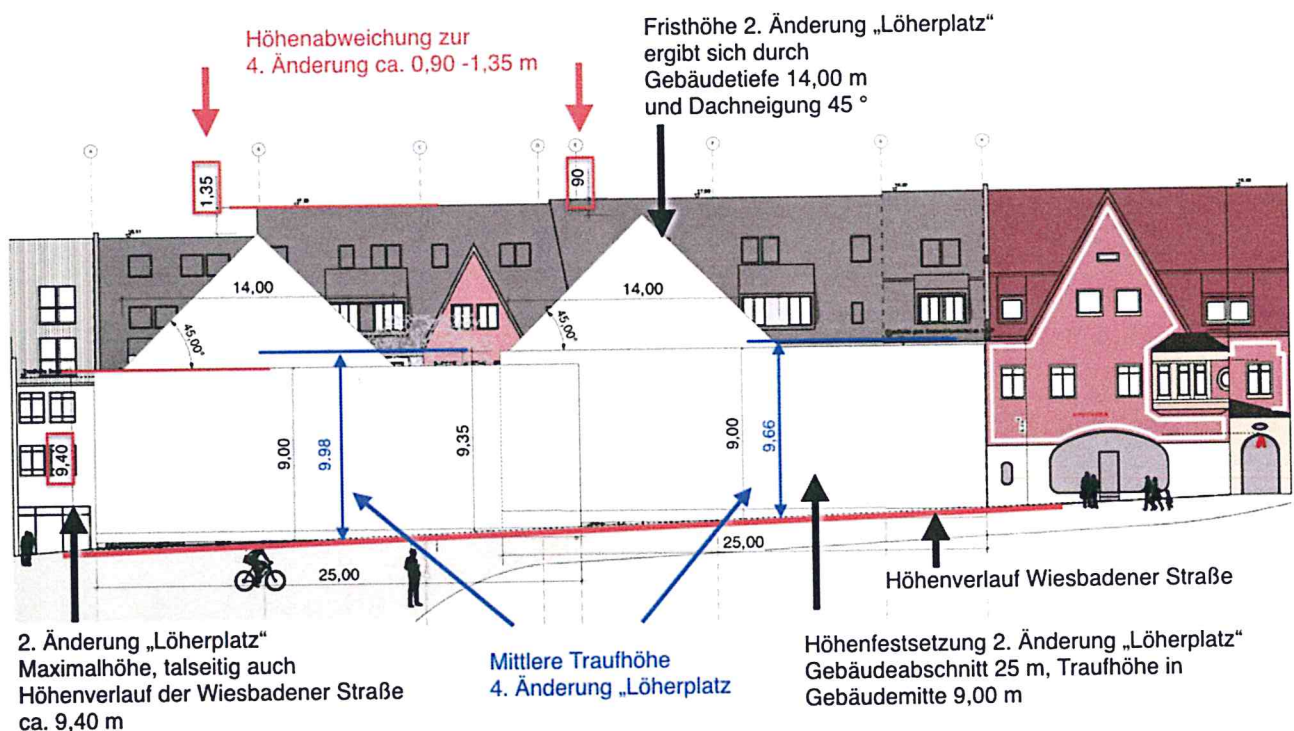 Höhenabweichung zur
4. Änderung ca. 0,90 -1,35 m
Fristhöhe 2. Änderung „Löherplatz“
ergibt sich durch
Gebäudetiefe 14,00 m
und Dachneigung 45 °
1,35
90
14,00
14,00
45,00°
45,00°
9,40
9,00
9.98
9,35
9,00
9,66
APOTHEKE
25,00
25,00
Höhenverlauf Wiesbadener Straße
2. Änderung „Löherplatz“
Maximalhöhe, talseitig auch
Höhenverlauf der Wiesbadener Straße
ca. 9,40 m
Mittlere Traufhöhe
4. Änderung „Löherplatz
Höhenfestsetzung 2. Änderung „Löherplatz“
Gebäudeabschnitt 25 m, Traufhöhe in
Gebäudemitte 9,00 m